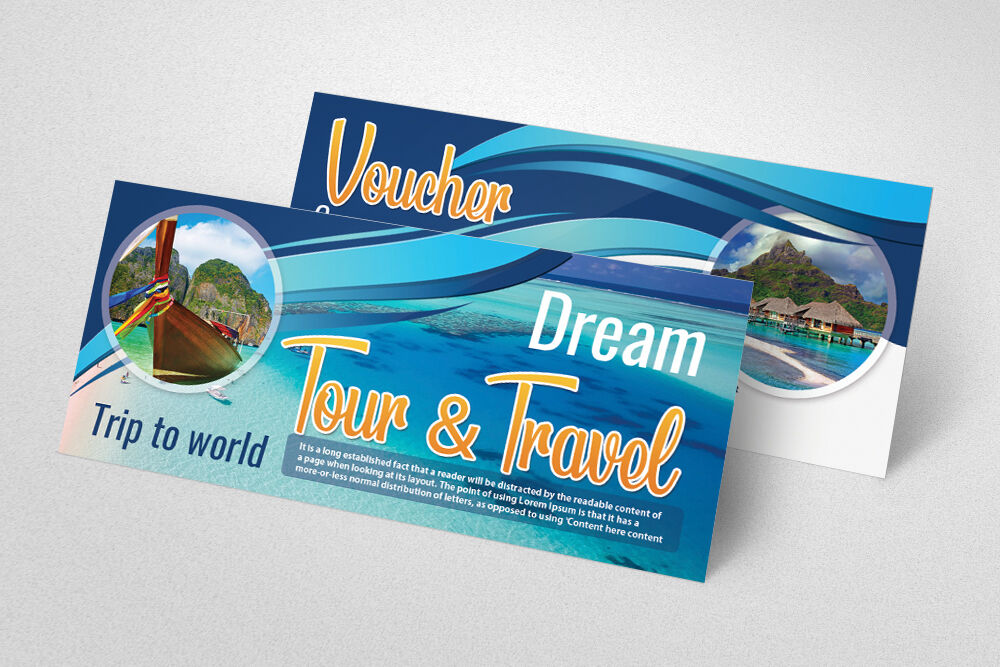 Voucher
Dream
Tour & Travel
Trip to world
It is a long established fact that a reader will be distracted by the readable content of
a page when looking at its layout. The point of using Lorem Ipsum is that it has a
more-or-less normal distribution of letters, as opposed to using 'Content here content